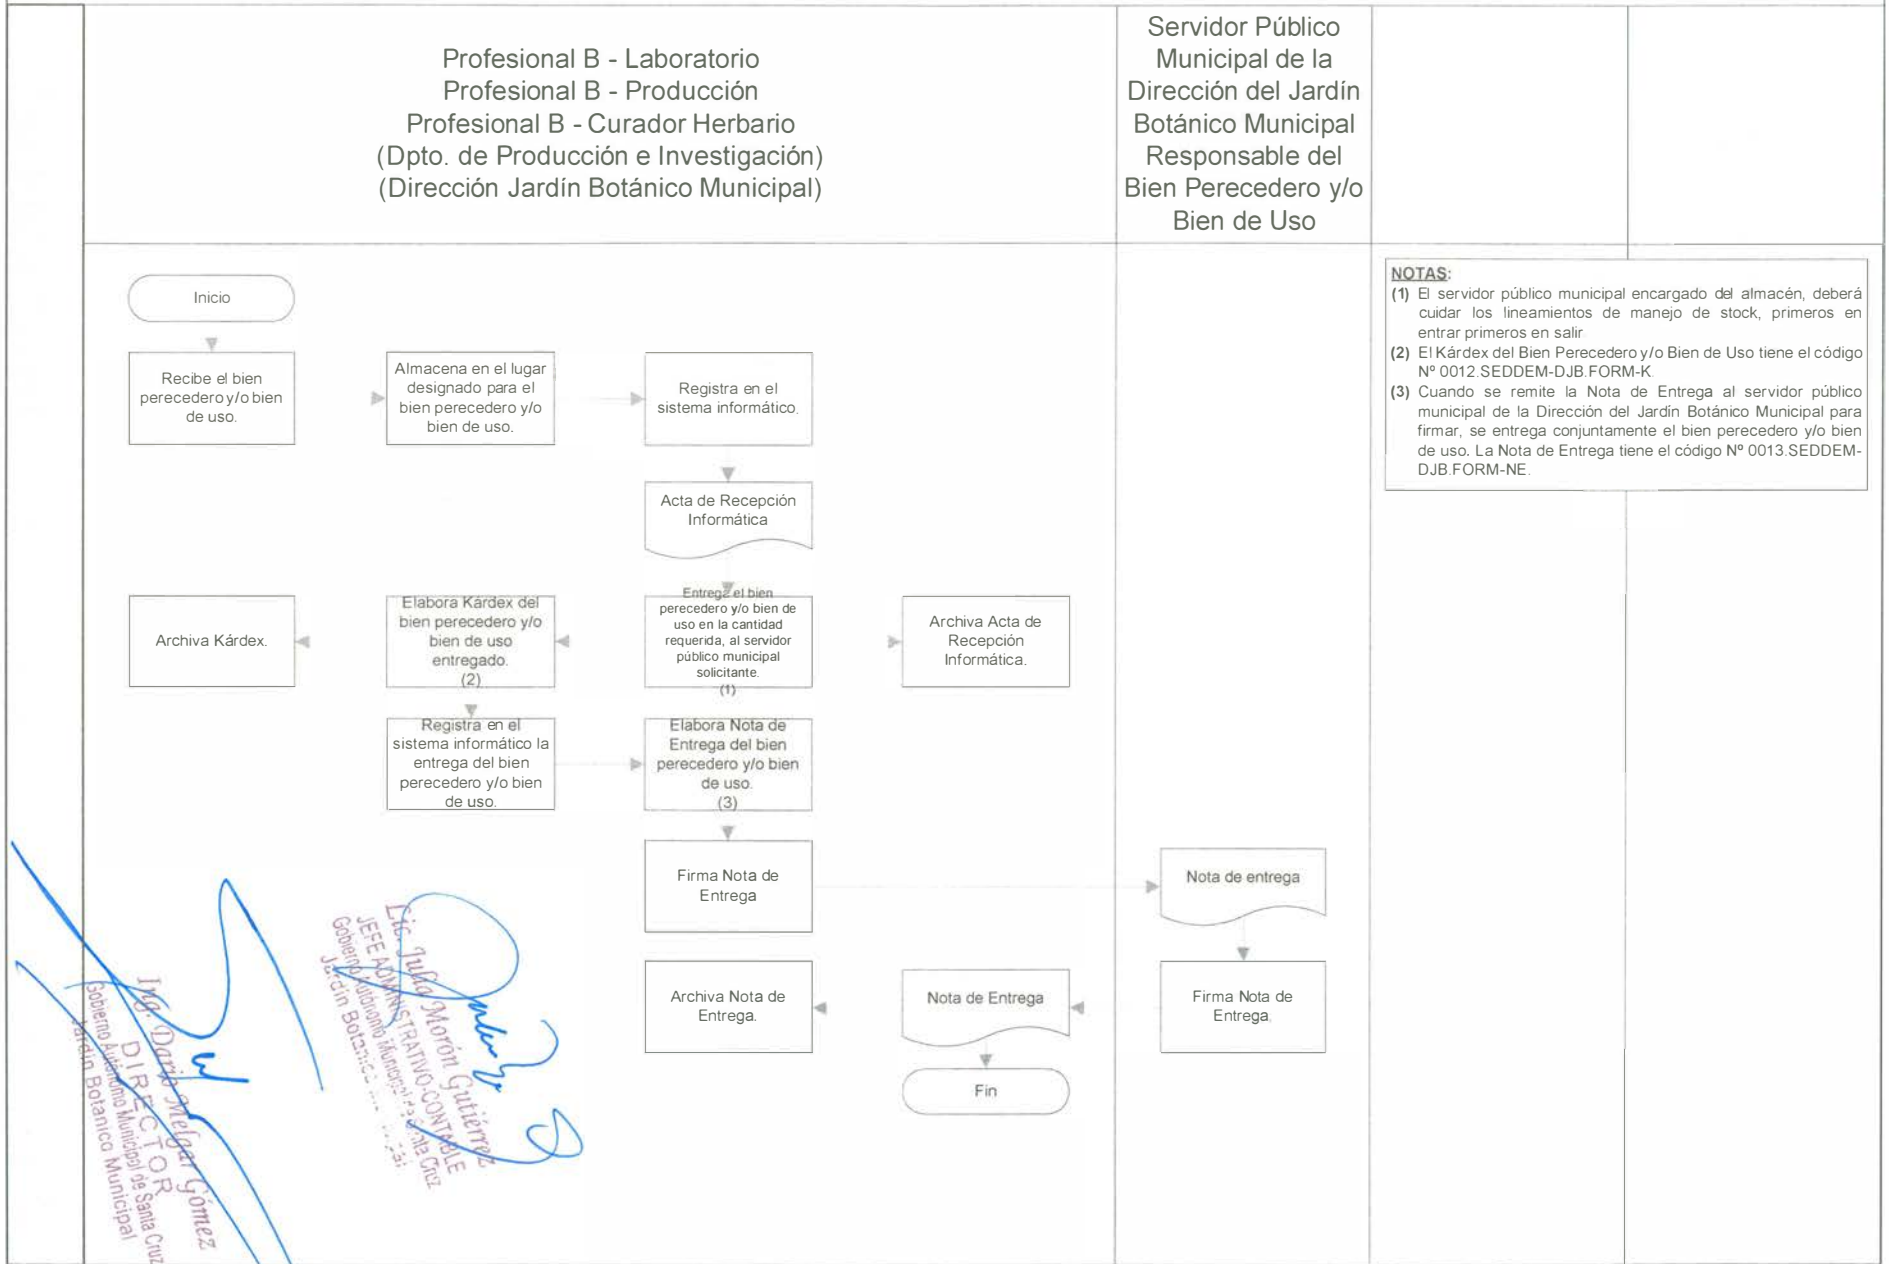 Profesional B - Laboratorio
Profesional B - Producción
Profesional B - Curador Herbario
(Dpto. de Producción e Investigación)
(Dirección Jardín Botánico Municipal)
Servidor Público
Municipal de la
Dirección del Jardín
Botánico Municipal
Responsable del
Bien Perecedero y/o
Bien de Uso
Inicio
Recibe el bien
perecedero y/o bien
de uso.
Almacena en el lugar
designado para el
bien perecedero y/o
bien de uso.
Registra en el
sistema informático.
Acta de Recepción
Informática
Entrega el bien
perecedero y/o bien de
uso en la cantidad
requerida, al servidor
público municipal
solicitante.
(1)
Archiva Acta de
Recepción
Informática.
Elabora Kárdex del
bien perecedero y/o
bien de uso
entregado.
(2)
Archiva Kárdex.
Registra en el
sistema informático la
entrega del bien
perecedero y/o bien
de uso.
Elabora Nota de
Entrega del bien
perecedero y/o bien
de uso.
(3)
Firma Nota de
Entrega
Nota de entrega
Firma Nota de
Entrega.
Nota de Entrega
Archiva Nota de
Entrega.
Fin
NOTAS:
(1) El servidor público municipal encargado del almacén, deberá
cuidar los lineamientos de manejo de stock, primeros en
entrar primeros en salir.
(2) El Kárdex del Bien Perecedero y/o Bien de Uso tiene el código
Nº 0012.SEDDEM-DJB.FORM-K.
(3) Cuando se remite la Nota de Entrega al servidor público
municipal de la Dirección del Jardín Botánico Municipal para
firmar, se entrega conjuntamente el bien perecedero y/o bien
de uso. La Nota de Entrega tiene el código Nº 0013.SEDDEM-
DJB.FORM-NE.
Ing. Dario Melgar Gómez
DIRECTOR
Gobierno Autónomo Municipal de Santa Cruz
Jardín Botanico Municipal
Lic. Julia Morón Gutiérrez
JEFE ADMINISTRATIVO-CONTABLE
Gobierno Autónomo Municipal de Santa Cruz
Jardín Botanico